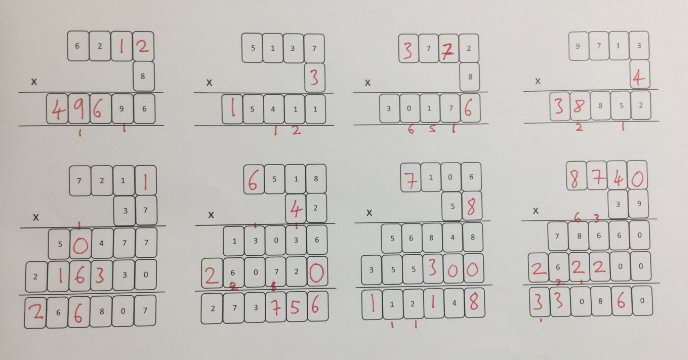 6 2 1 2
x 8
4 9 6 9 6
1 1
5 1 3 7
x 3
1 5 4 1 1
1 2
3 7 7 2
x 8
3 0 1 7 6
6 5 1
9 7 1 3
x 4
3 8 8 5 2
2 1
7 2 1 1
x 3 7
1
5 0 4 7 7
2 1 6 3 3 0
2 6 6 8 0 7
6 5 1 8
x 4 2
1 1
1 3 0 3 6
2 6 0 7 2 0
2 7 3 7 5 6
7 1 0 6
x 5 8
5 6 8 4 8
3 5 5 3 0 0
1 1 2 1 4 8
1 1
8 7 4 0
x 3 9
6 3
7 8 6 6 0
2 6 2 2 0 0
3 3 0 8 6 0
1